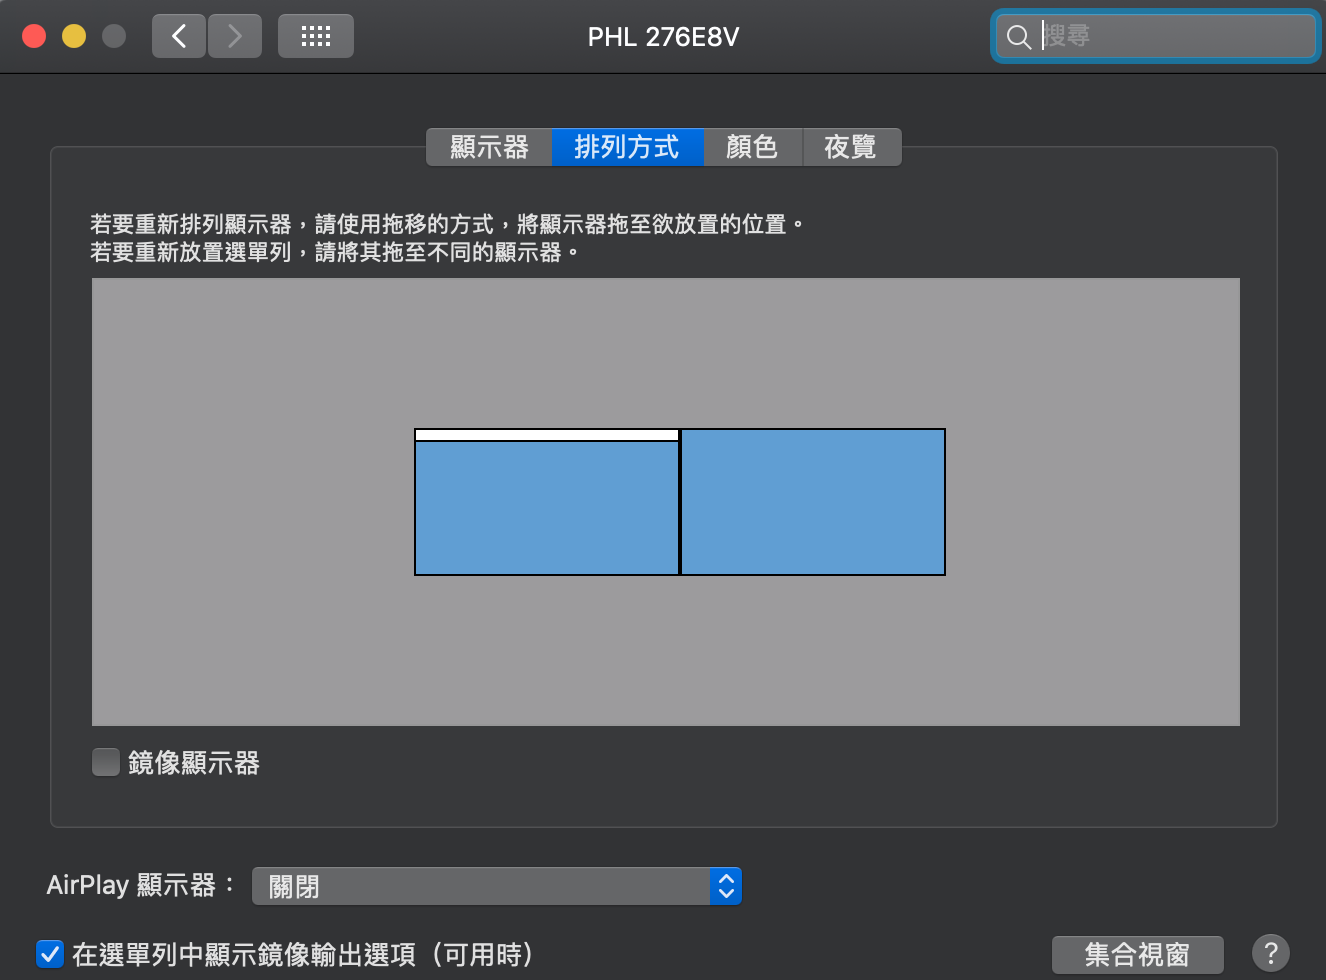 PHL 276E8V
搜尋
顯示器 排列方式 顏色 夜覽
若要重新排列顯示器，請使用拖移的方式，將顯示器拖至欲放置的位置。
若要重新放置選單列，請將其拖至不同的顯示器。
鏡像顯示器
AirPlay 顯示器： 關閉
在選單列中顯示鏡像輸出選項（可用時）
集合視窗 ?